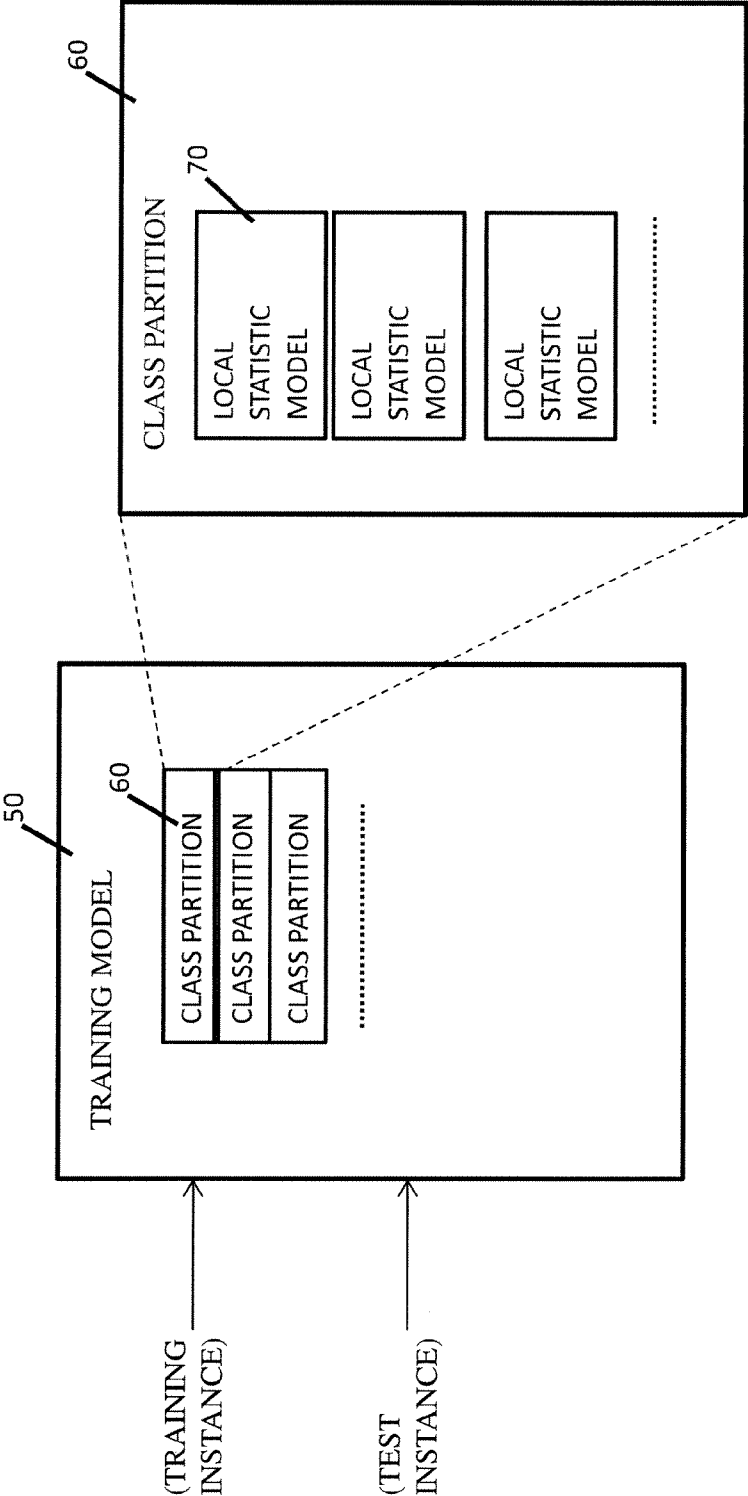 50
TRAINING MODEL
60
CLASS PARTITION
CLASS PARTITION
CLASS PARTITION
(TRAINING
INSTANCE)
(TEST
INSTANCE)
60
CLASS PARTITION
70
LOCAL
STATISTIC
MODEL
LOCAL
STATISTIC
MODEL
LOCAL
STATISTIC
MODEL